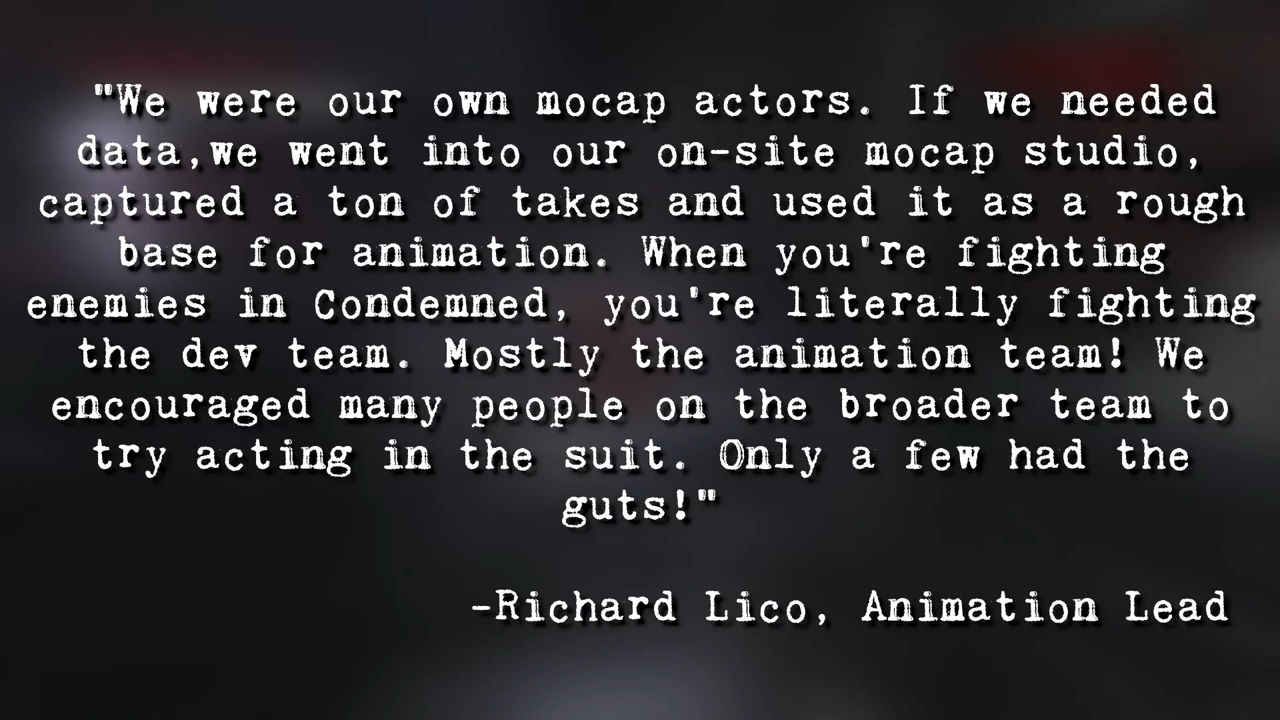 "We were our own mocap actors. If we needed
data,we went into our on-site mocap studio,
captured a ton of takes and used it as a rough
base for animation. When you're fighting
enemies in Condemned, you're literally fighting
the dev team. Mostly the animation team! We
encouraged many people on the broader team to
try acting in the suit. Only a few had the
guts!"
-Richard Lico, Animation Lead